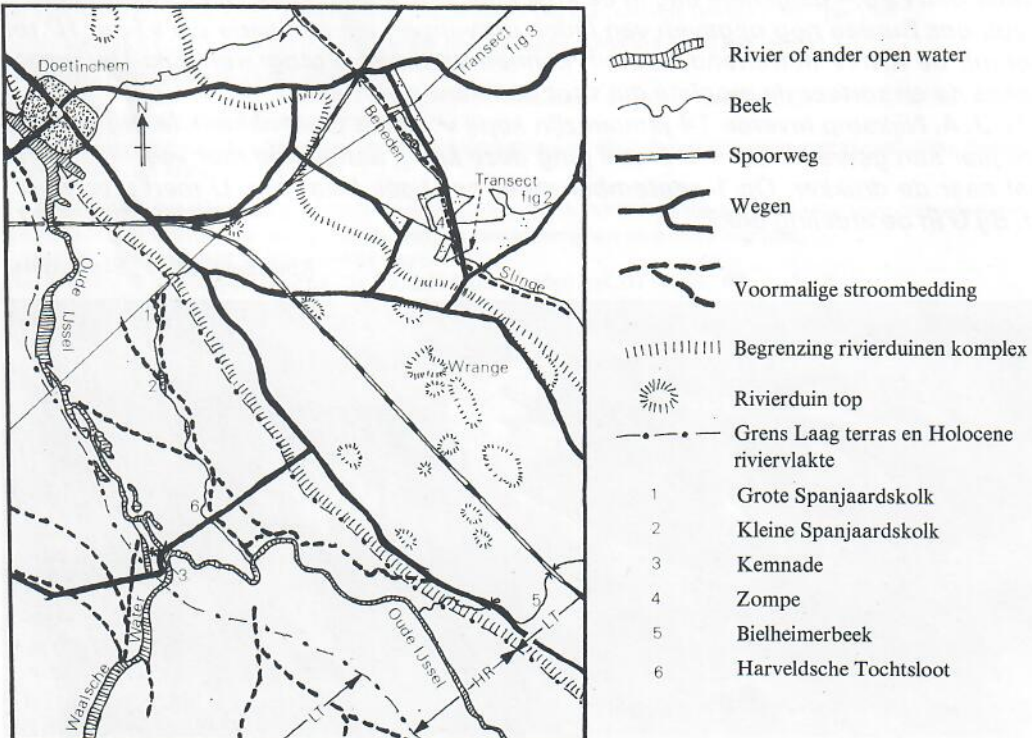 Doetinchem
N
Transect
fig 3
Beneden
Transect
fig 2
4
Slinge
Oude IJssel
1
2
Wrange
6
3
5
LT
HR
Oude IJssel
Waalsche
Water
LT
Rivier of ander open water
Beek
Spoorweg
Wegen
Voormalige stroombedding
Begrenzing rivierduinen komplex
Rivierduin top
Grens Laag terras en Holocene
riviervlakte
1 Grote Spanjaardskolk
2 Kleine Spanjaardskolk
3 Kemnade
4 Zompe
5 Bielheimerbeek
6 Harveldsche Tochtsloot